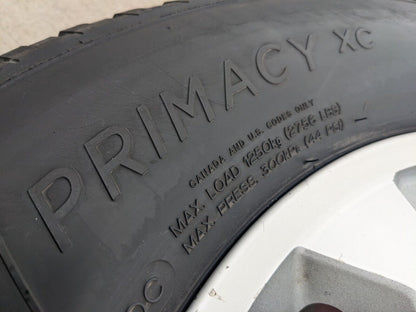 PRIMACY XC
CANADA AND U.S. CODES ONLY
MAX. LOAD 1250kg (2756 LBS)
MAX. PRESS. 300kPa (44 PSI)